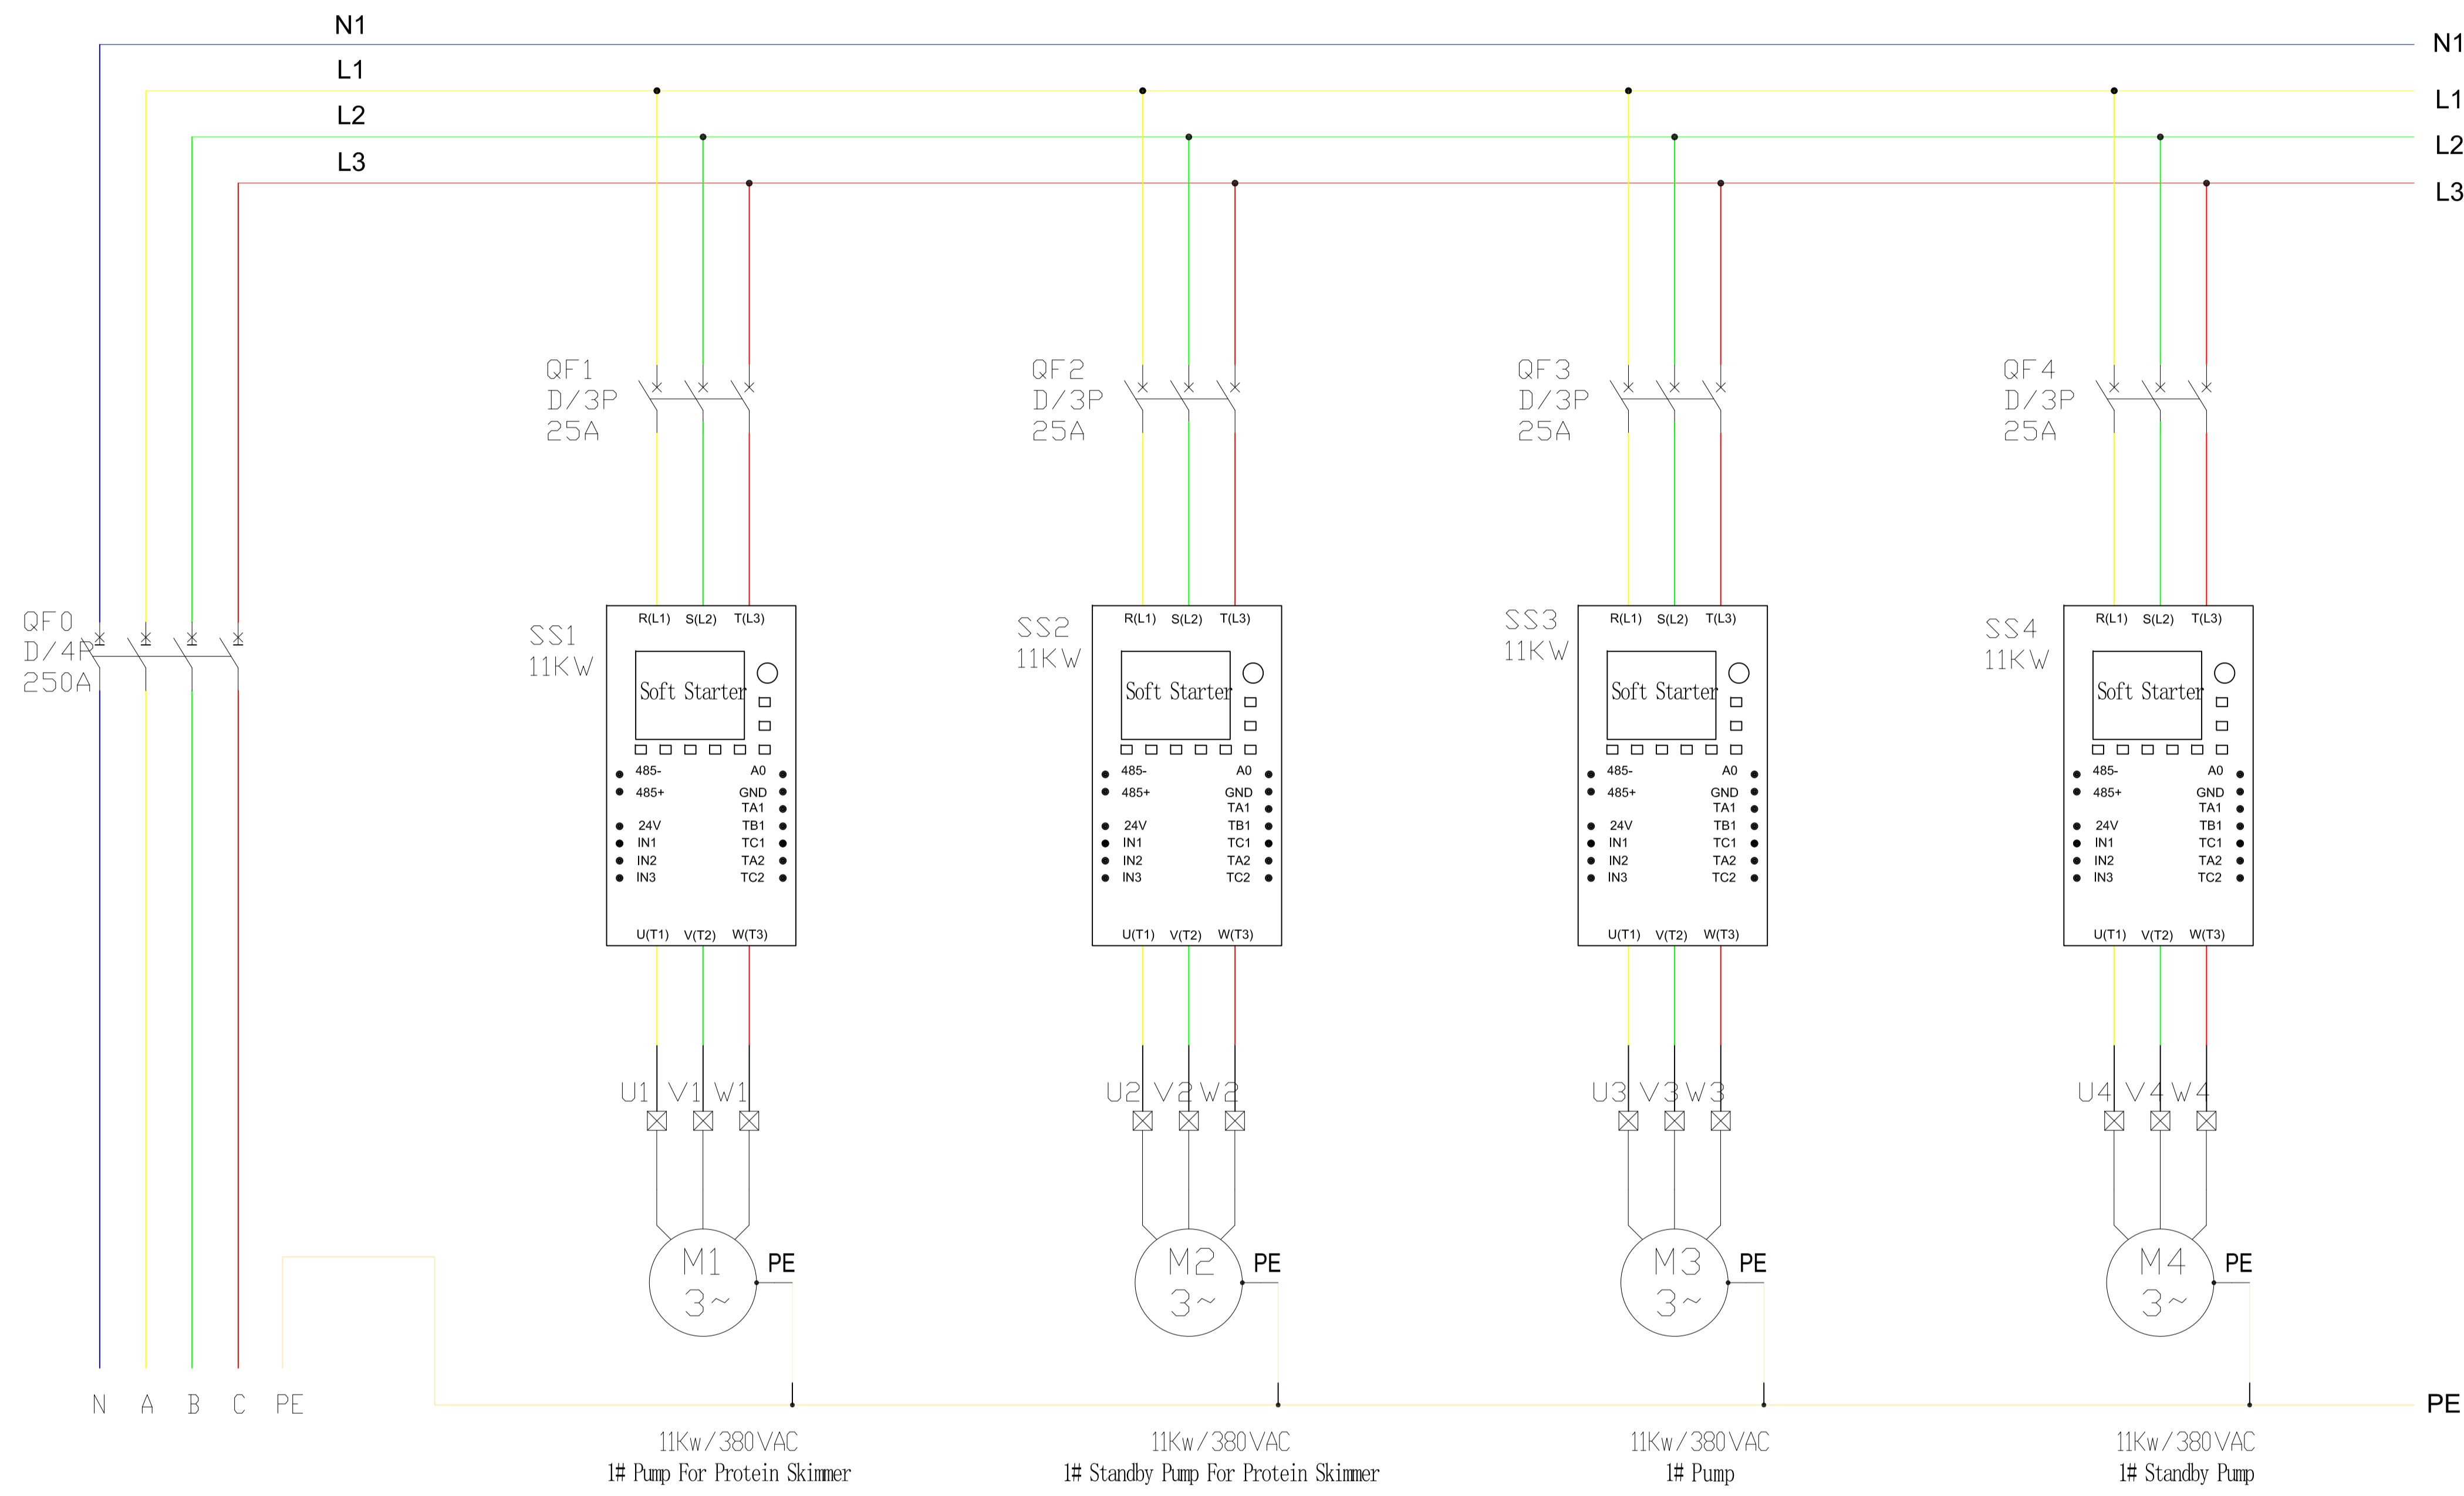 N1
N1
L1
L1
L2
L2
L3
L3
QF1
D/3P
25A
QF2
D/3P
25A
QF3
D/3P
25A
QF4
D/3P
25A
QF0
D/4P
250A
SS1
11KW
R(L1) S(L2) T(L3)
Soft Starter
485- A0
485+ GND
TA1
24V TB1
IN1 TC1
IN2 TA2
IN3 TC2
U(T1) V(T2) W(T3)
SS2
11KW
R(L1) S(L2) T(L3)
Soft Starter
485- A0
485+ GND
TA1
24V TB1
IN1 TC1
IN2 TA2
IN3 TC2
U(T1) V(T2) W(T3)
SS3
11KW
R(L1) S(L2) T(L3)
Soft Starter
485- A0
485+ GND
TA1
24V TB1
IN1 TC1
IN2 TA2
IN3 TC2
U(T1) V(T2) W(T3)
SS4
11KW
R(L1) S(L2) T(L3)
Soft Starter
485- A0
485+ GND
TA1
24V TB1
IN1 TC1
IN2 TA2
IN3 TC2
U(T1) V(T2) W(T3)
U1 V1 W1
U2 V2 W2
U3 V3 W3
U4 V4 W4
M1
3~
PE
M2
3~
PE
M3
3~
PE
M4
3~
PE
N A B C PE
PE
11Kw/380VAC
1# Pump For Protein Skimmer
11Kw/380VAC
1# Standby Pump For Protein Skimmer
11Kw/380VAC
1# Pump
11Kw/380VAC
1# Standby Pump